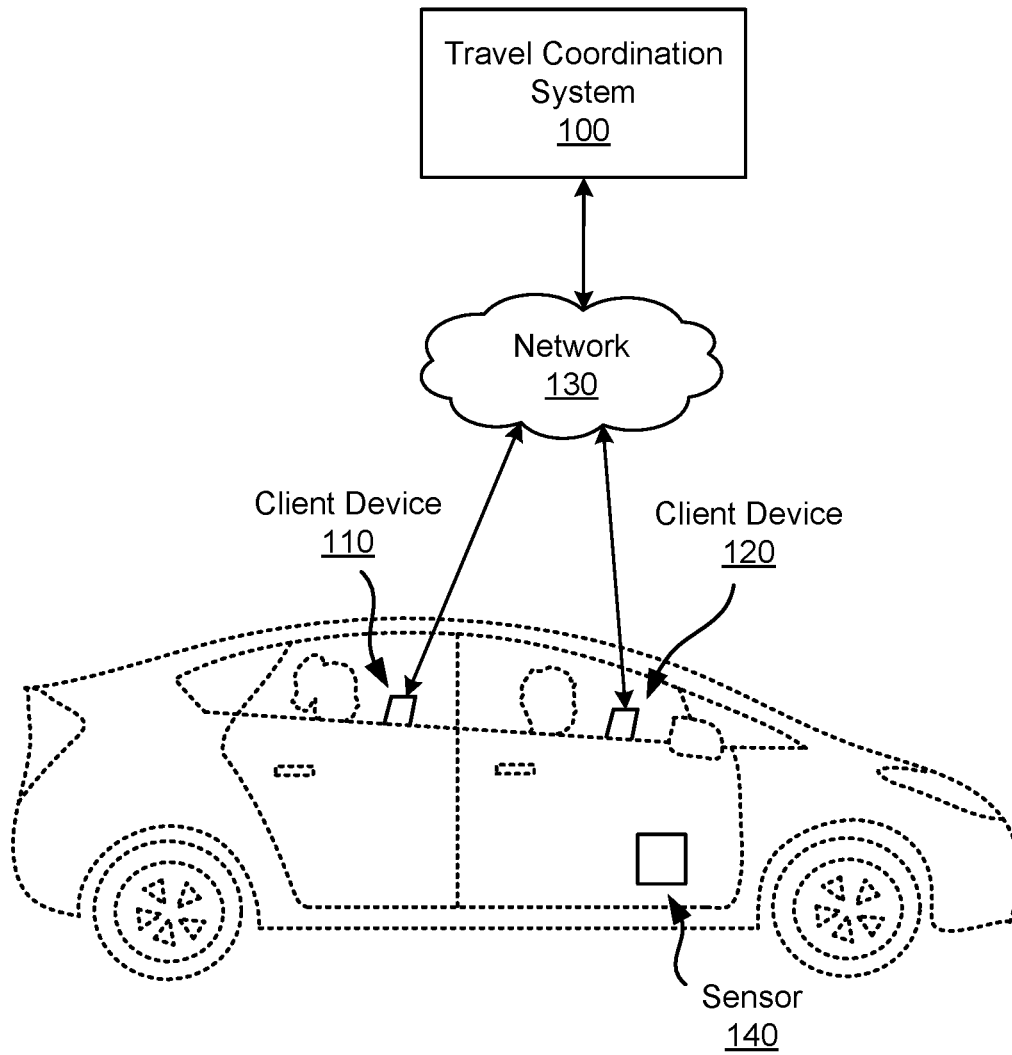 Travel Coordination
System
100
Network
130
Client Device
110
Client Device
120
Sensor
140